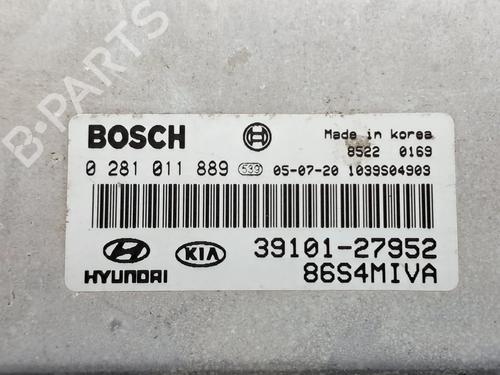 BOSCH
Made in korea
8522 0169
0 281 011 889 533 05-07-20 1039S04903
39101-27952
HYUNDAI KIA 86S4MIVA
B-PARTS